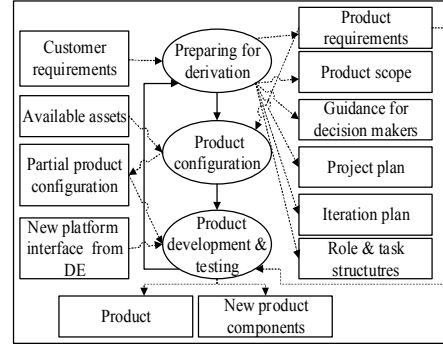 Customer
requirements
Available assets
Partial product
configuration
New platform
interface from
DE
Preparing for
derivation
Product
configuration
Product
development &
testing
Product
requirements
Product scope
Guidance for
decision makers
Project plan
Iteration plan
Role & task
structutres
Product
New product
components